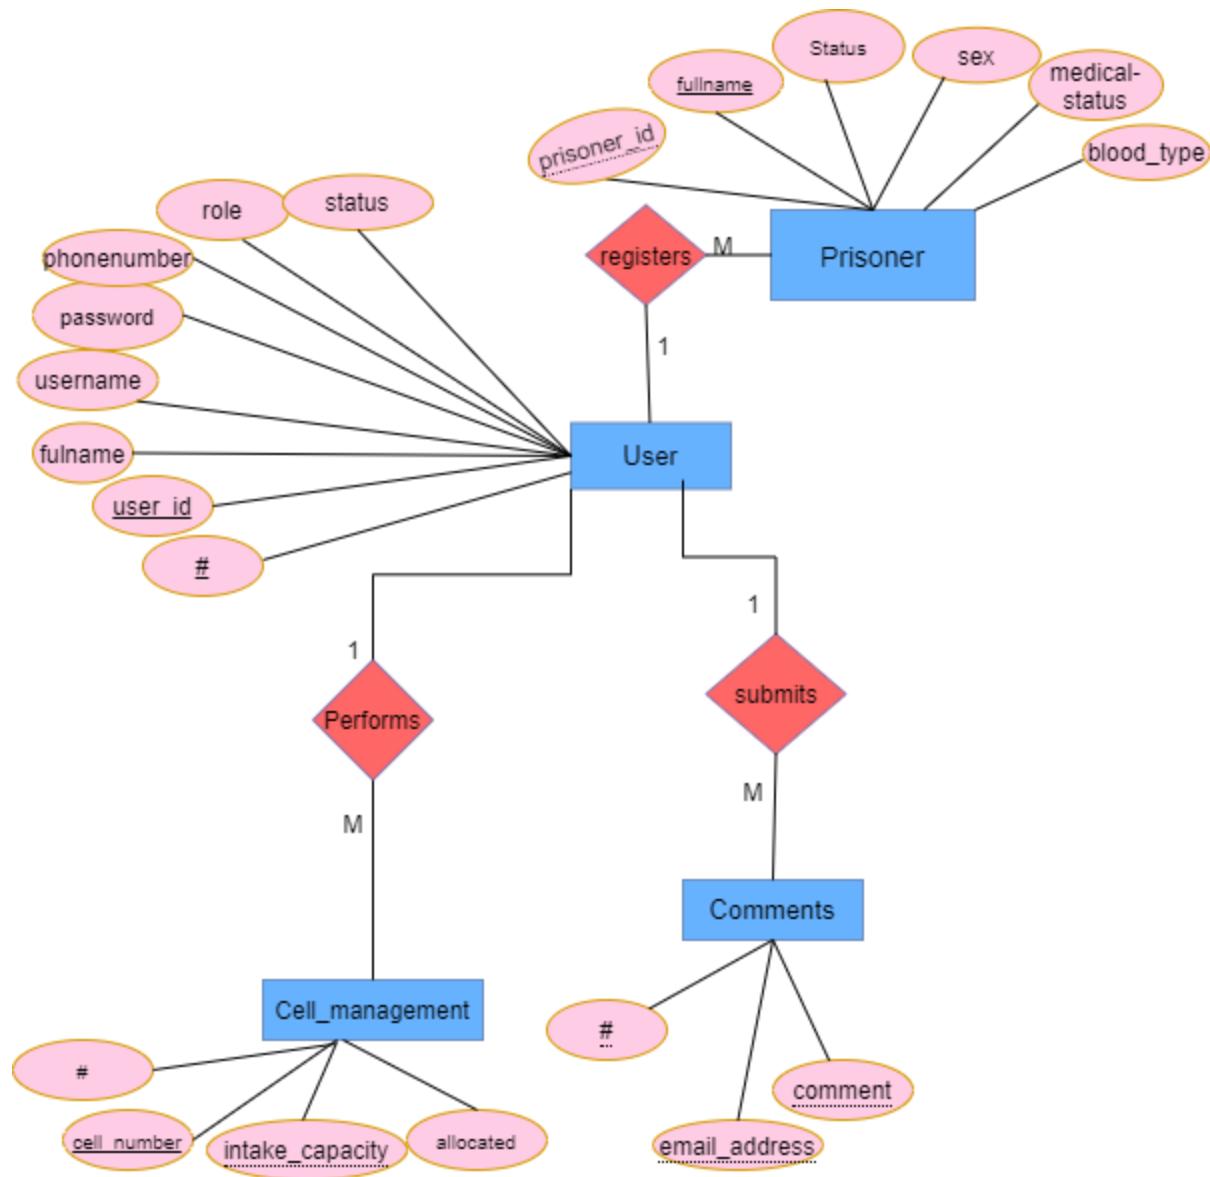 Status
sex
fullname
medical-
status
prisoner_id
blood_type
role
status
phonenumber
registers
M
Prisoner
password
1
username
fulname
User
user_id
#
1
1
Performs
submits
M
M
Comments
Cell_management
#
#
comment
cell_number
intake_capacity
allocated
email_address